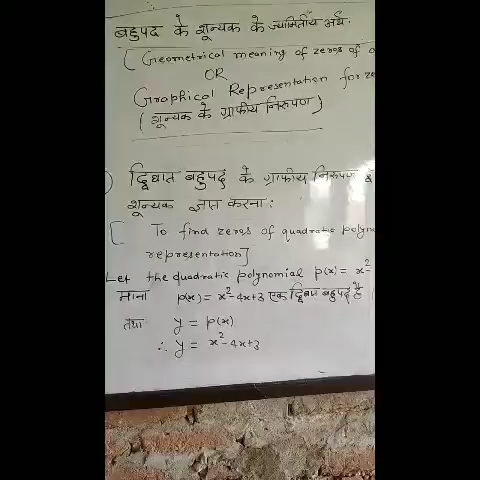 बहुपद के शून्यक के ज्यामितीय अर्थ:
[Geometrical meaning of zeros of
OR
Graphical Representation for
(शून्यक के ग्राफीय निरुपण)
द्विघात बहुपद के ग्राफीय निरुपण
शून्यक ज्ञात करना:
[ To find zeros of quadratic
representation]
Let the quadratic polynomial p(x) = x²-
माना p(x) = x²-4x+3 एक द्विघात बहुपद है
तथा y = p(x)
∴ y = x²-4x+3